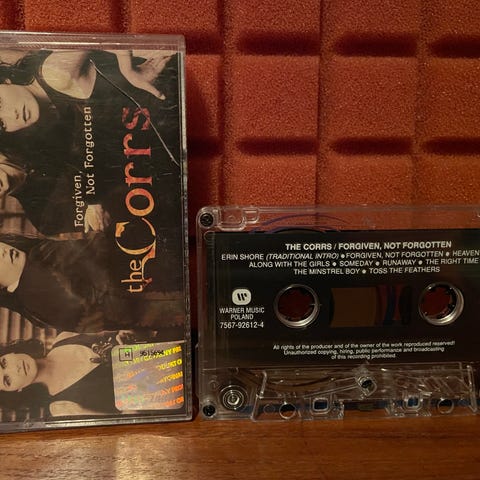 Forgiven,
Not Forgotten
the Corrs
THE CORRS / FORGIVEN, NOT FORGOTTEN
ERIN SHORE (TRADITIONAL INTRO) ● FORGIVEN, NOT FORGOTTEN ● HEAVEN
ALONG WITH THE GIRLS ● SOMEDAY ● RUNAWAY ● THE RIGHT TIME
THE MINSTREL BOY ● TOSS THE FEATHERS
WARNER MUSIC
POLAND
7567-92612-4
All rights of the producer and of the owner of the work reproduced reserved!
Unauthorized copying, hiring, public performance and broadcasting
of this recording prohibited.